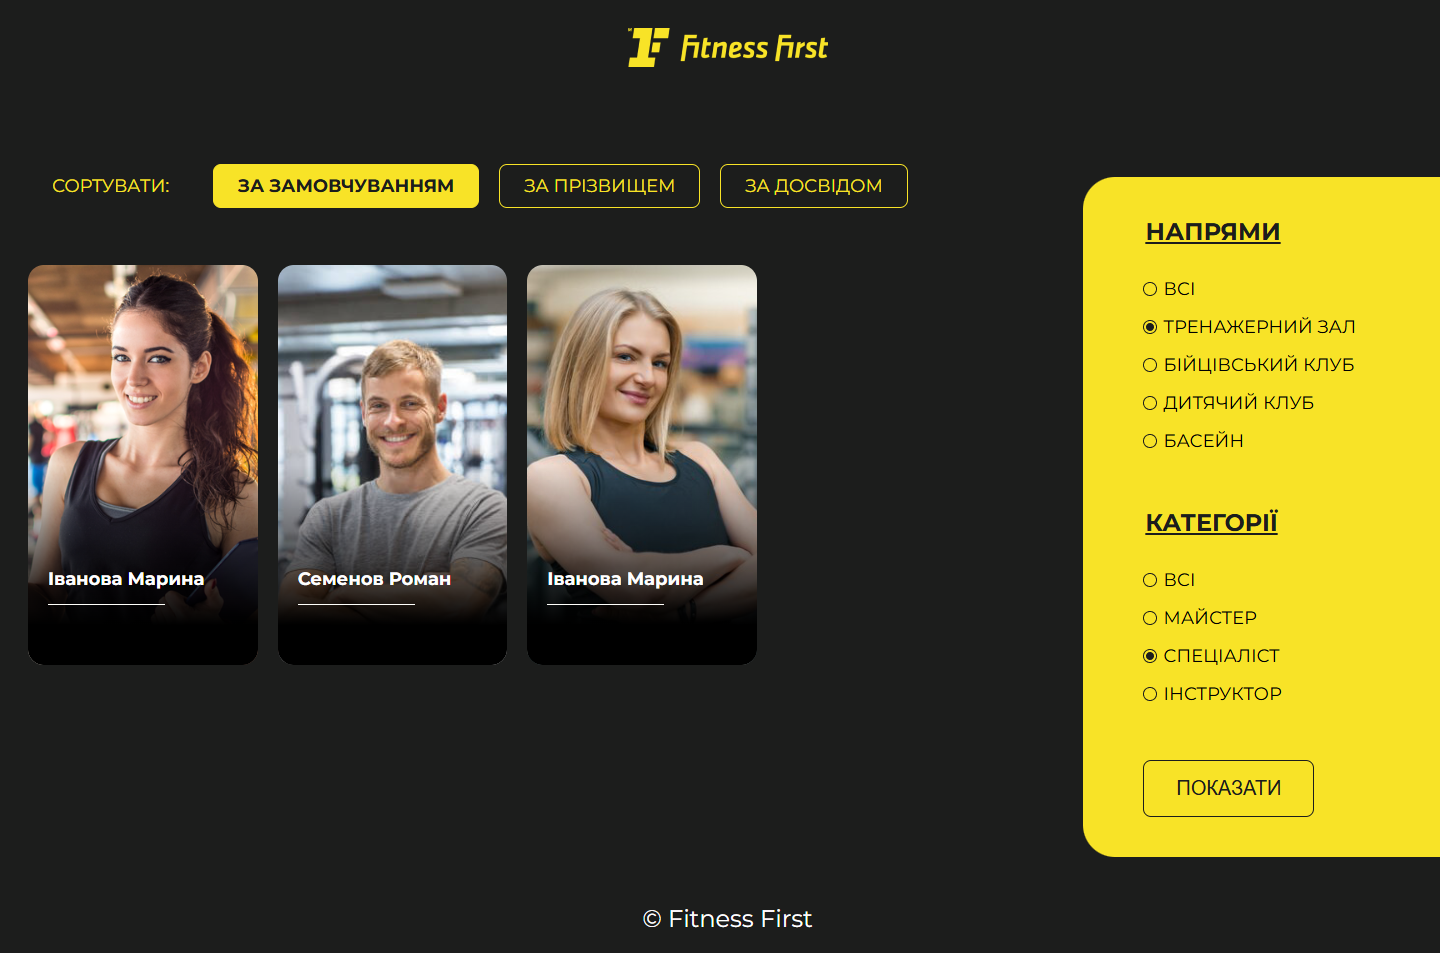 Fitness First
СОРТУВАТИ:
ЗА ЗАМОВЧУВАННЯМ
ЗА ПРІЗВИЩЕМ
ЗА ДОСВІДОМ
Іванова Марина
Семенов Роман
Іванова Марина
НАПРЯМИ
ВСІ
ТРЕНАЖЕРНИЙ ЗАЛ
БІЙЦІВСЬКИЙ КЛУБ
ДИТЯЧИЙ КЛУБ
БАСЕЙН
КАТЕГОРІЇ
ВСІ
МАЙСТЕР
СПЕЦІАЛІСТ
ІНСТРУКТОР
ПОКАЗАТИ
© Fitness First